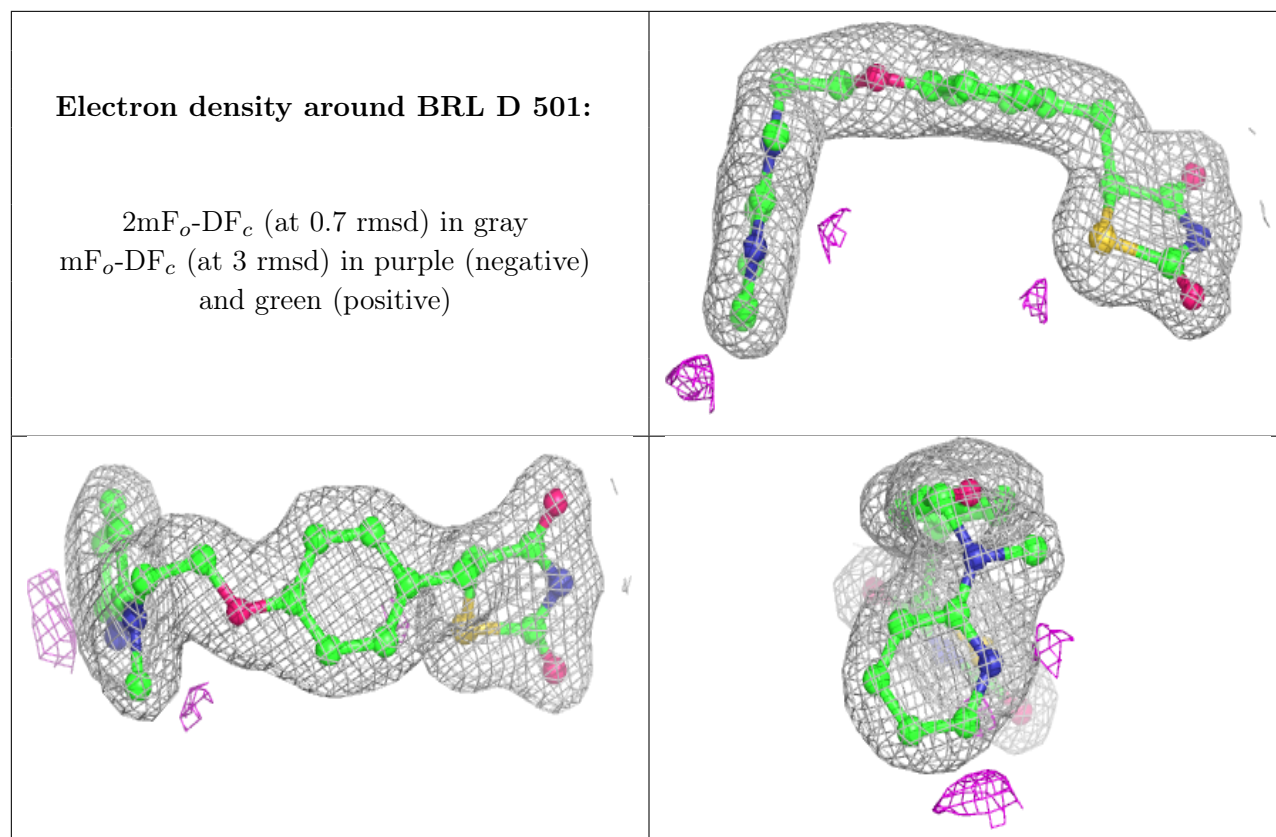 Electron density around BRL D 501:
2mFo-DFc (at 0.7 rmsd) in gray
mFo-DFc (at 3 rmsd) in purple (negative)
and green (positive)